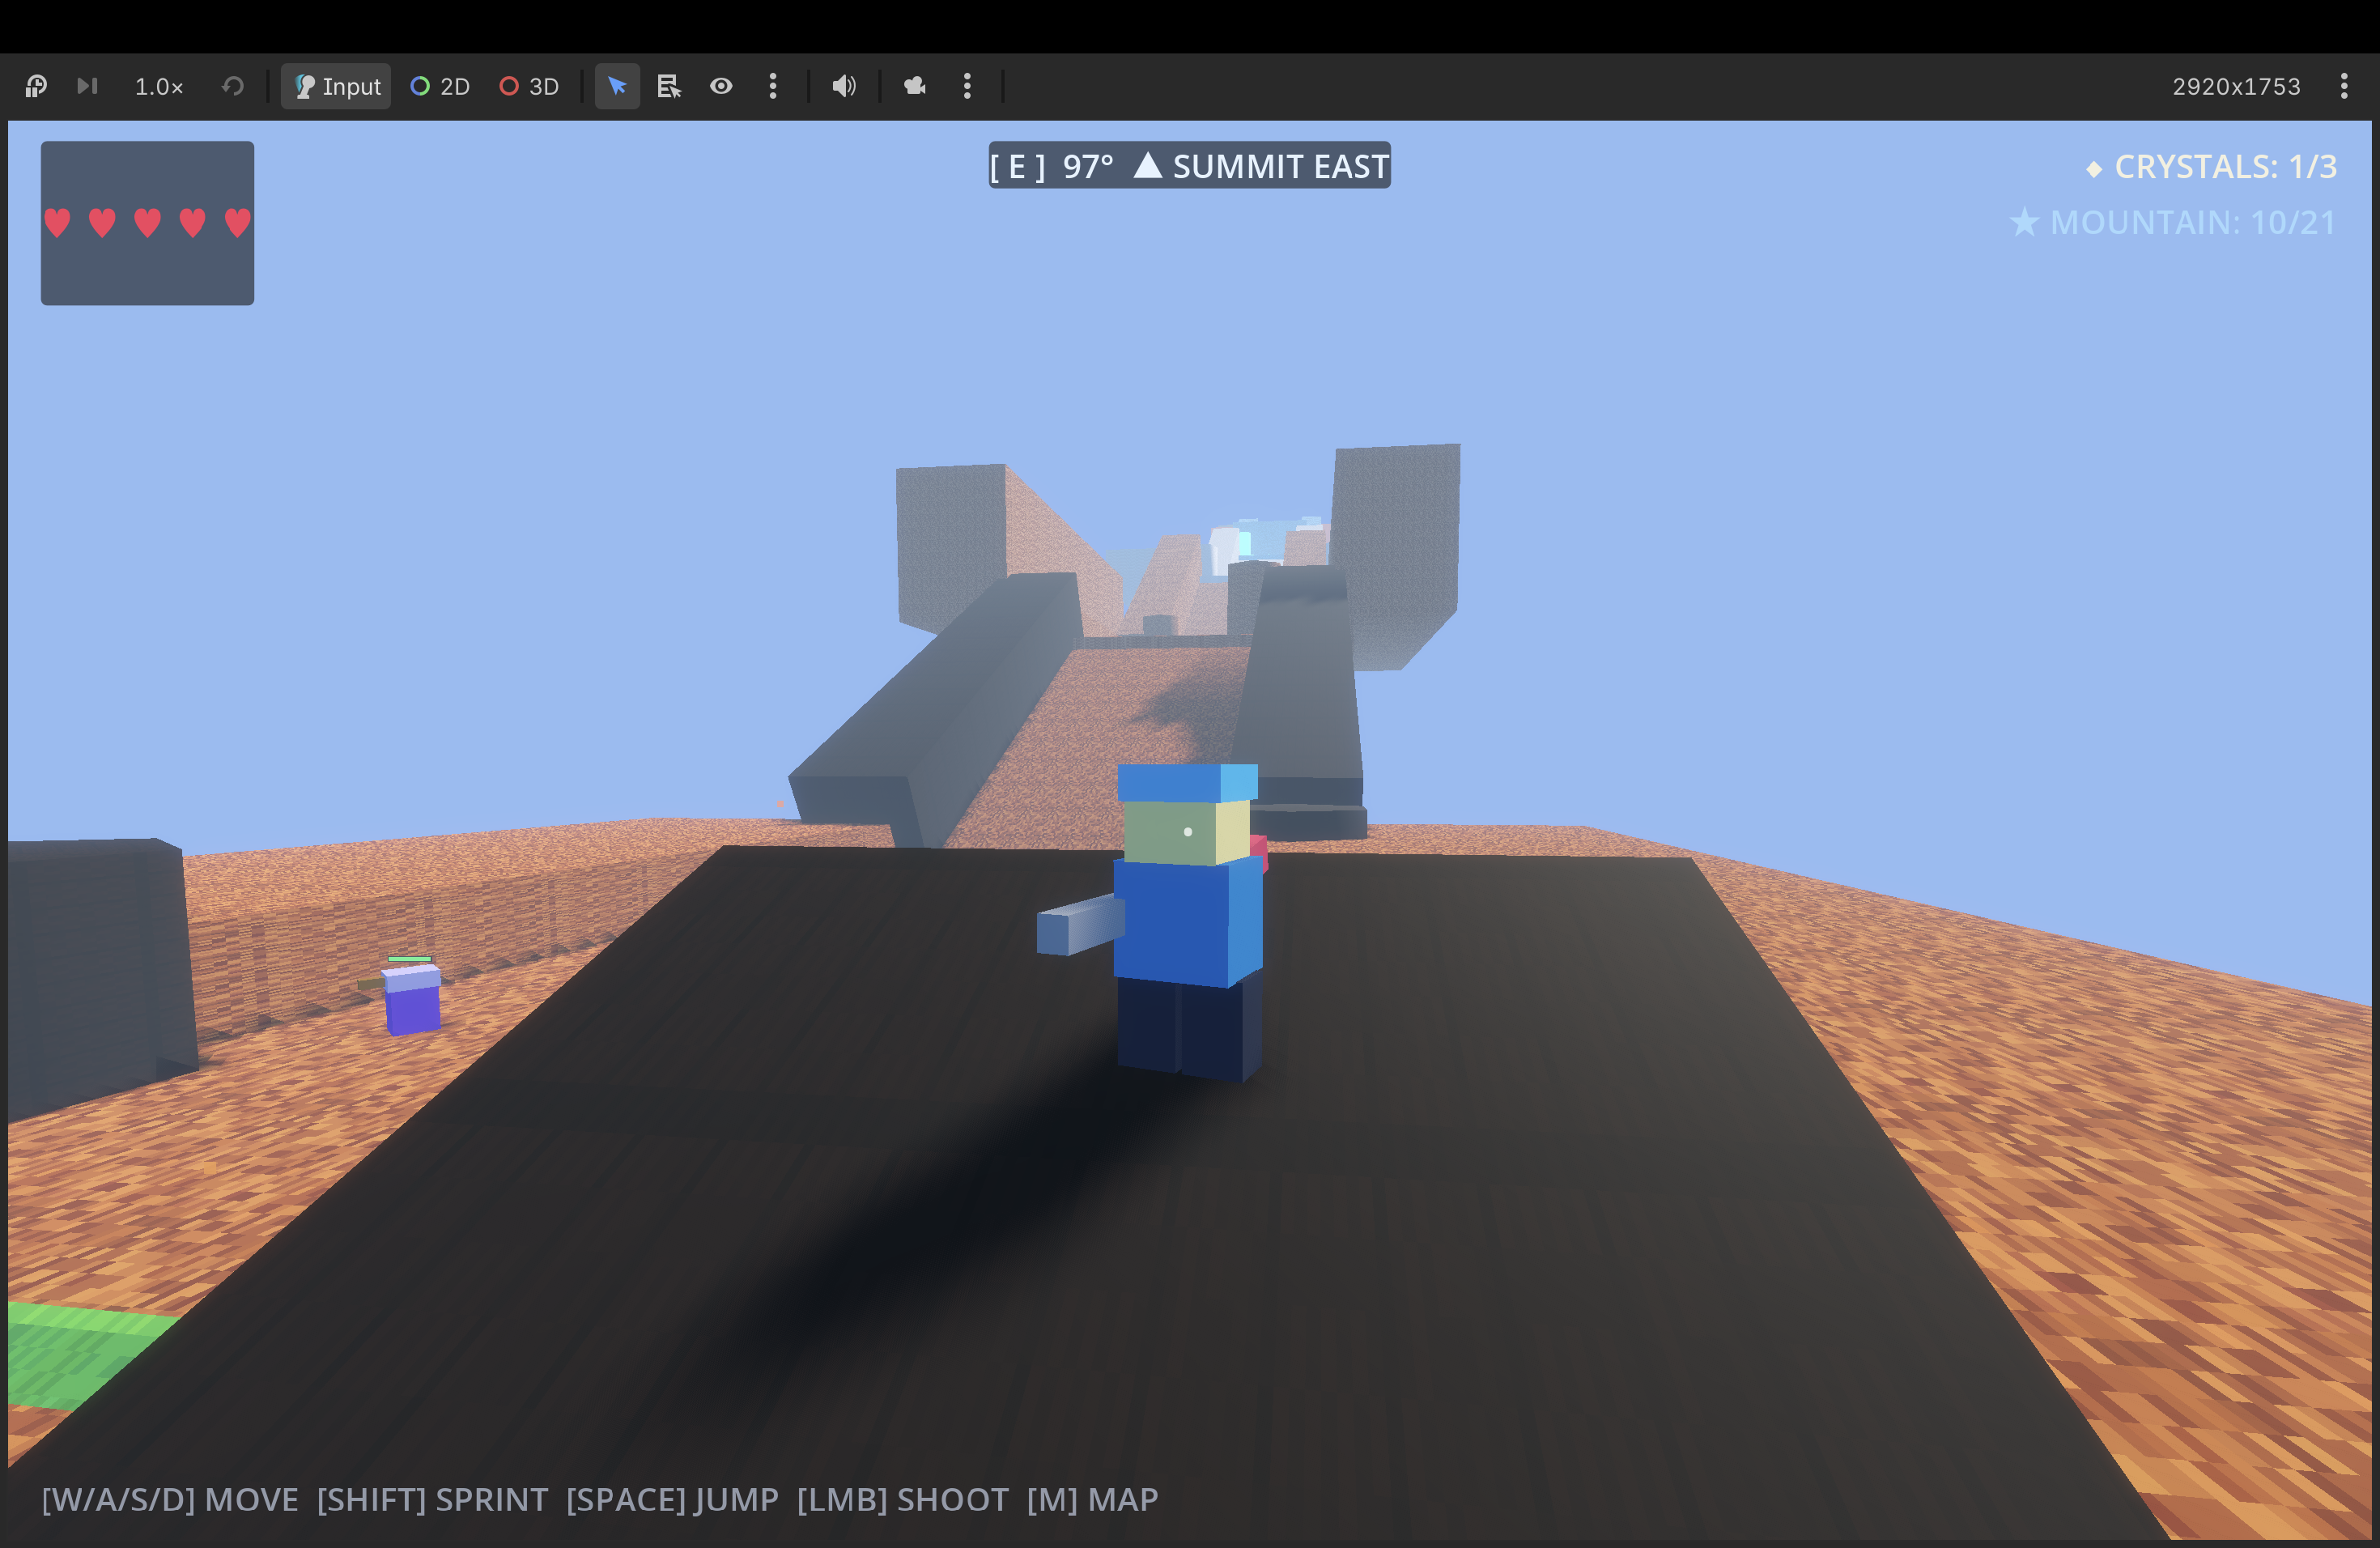 1.0× Input 2D 3D 2920x1753
[ E ] 97° ▲ SUMMIT EAST
◆ CRYSTALS: 1/3
★ MOUNTAIN: 10/21
[W/A/S/D] MOVE [SHIFT] SPRINT [SPACE] JUMP [LMB] SHOOT [M] MAP